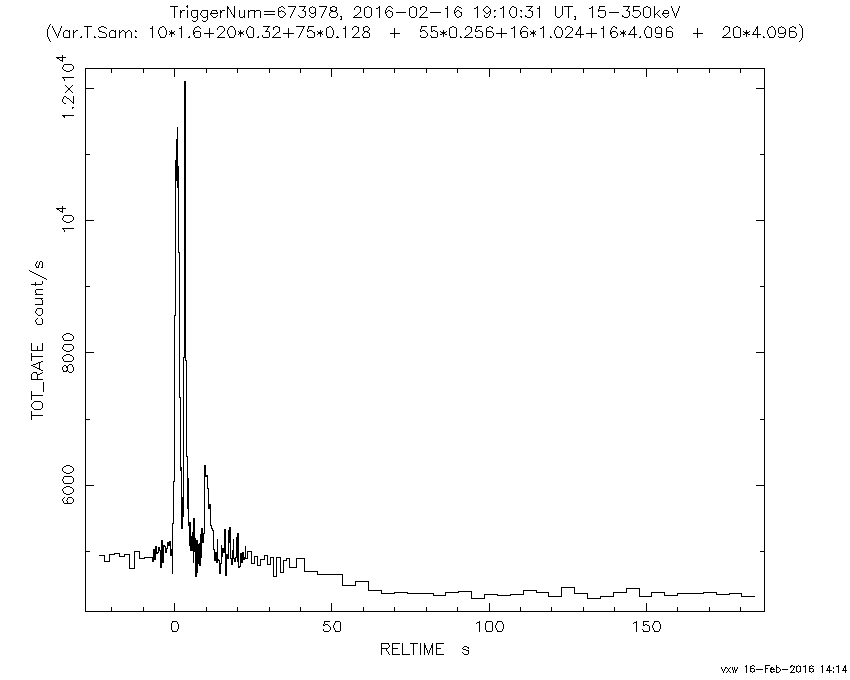 TriggerNum=673978, 2016-02-16 19:10:31 UT, 15-350keV
(Var.T.Sam: 10*1.6+20*0.32+75*0.128 + 55*0.256+16*1.024+16*4.096 + 20*4.096)
1.2×10⁴
10⁴
8000
6000
TOT_RATE count/s
0 50 100 150
RELTIME s
vxw 16-Feb-2016 14:14